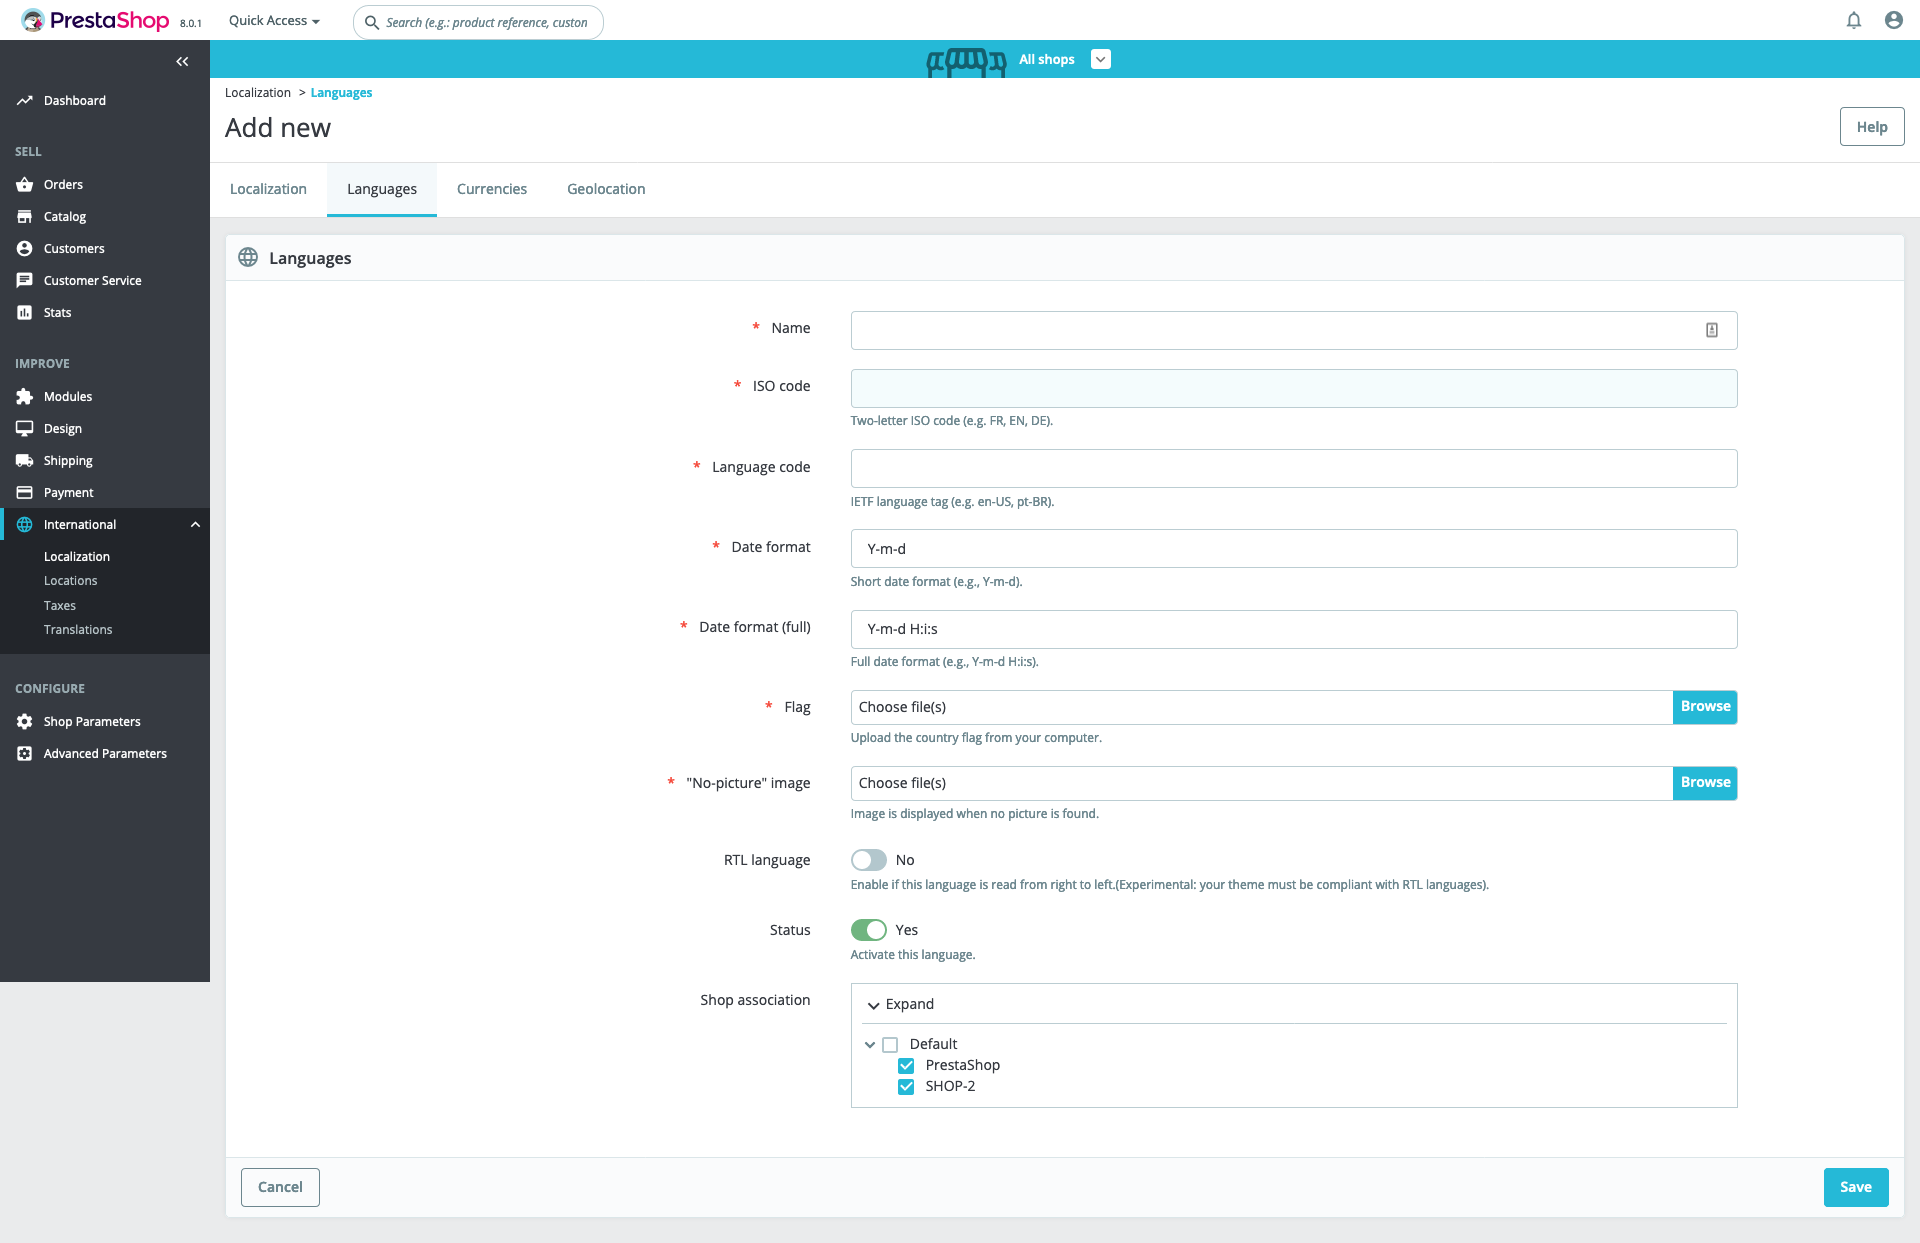 PrestaShop 8.0.1 Quick Access Search (e.g.: product reference, custon
All shops
Localization > Languages
Add new
Help
Localization Languages Currencies Geolocation
Dashboard
SELL
Orders
Catalog
Customers
Customer Service
Stats
IMPROVE
Modules
Design
Shipping
Payment
International
Localization
Locations
Taxes
Translations
CONFIGURE
Shop Parameters
Advanced Parameters
Languages
* Name
* ISO code
Two-letter ISO code (e.g. FR, EN, DE).
* Language code
IETF language tag (e.g. en-US, pt-BR).
* Date format Y-m-d
Short date format (e.g., Y-m-d).
* Date format (full) Y-m-d H:i:s
Full date format (e.g., Y-m-d H:i:s).
* Flag Choose file(s) Browse
Upload the country flag from your computer.
* "No-picture" image Choose file(s) Browse
Image is displayed when no picture is found.
RTL language No
Enable if this language is read from right to left.(Experimental: your theme must be compliant with RTL languages).
Status Yes
Activate this language.
Shop association Expand
Default
PrestaShop
SHOP-2
Cancel Save